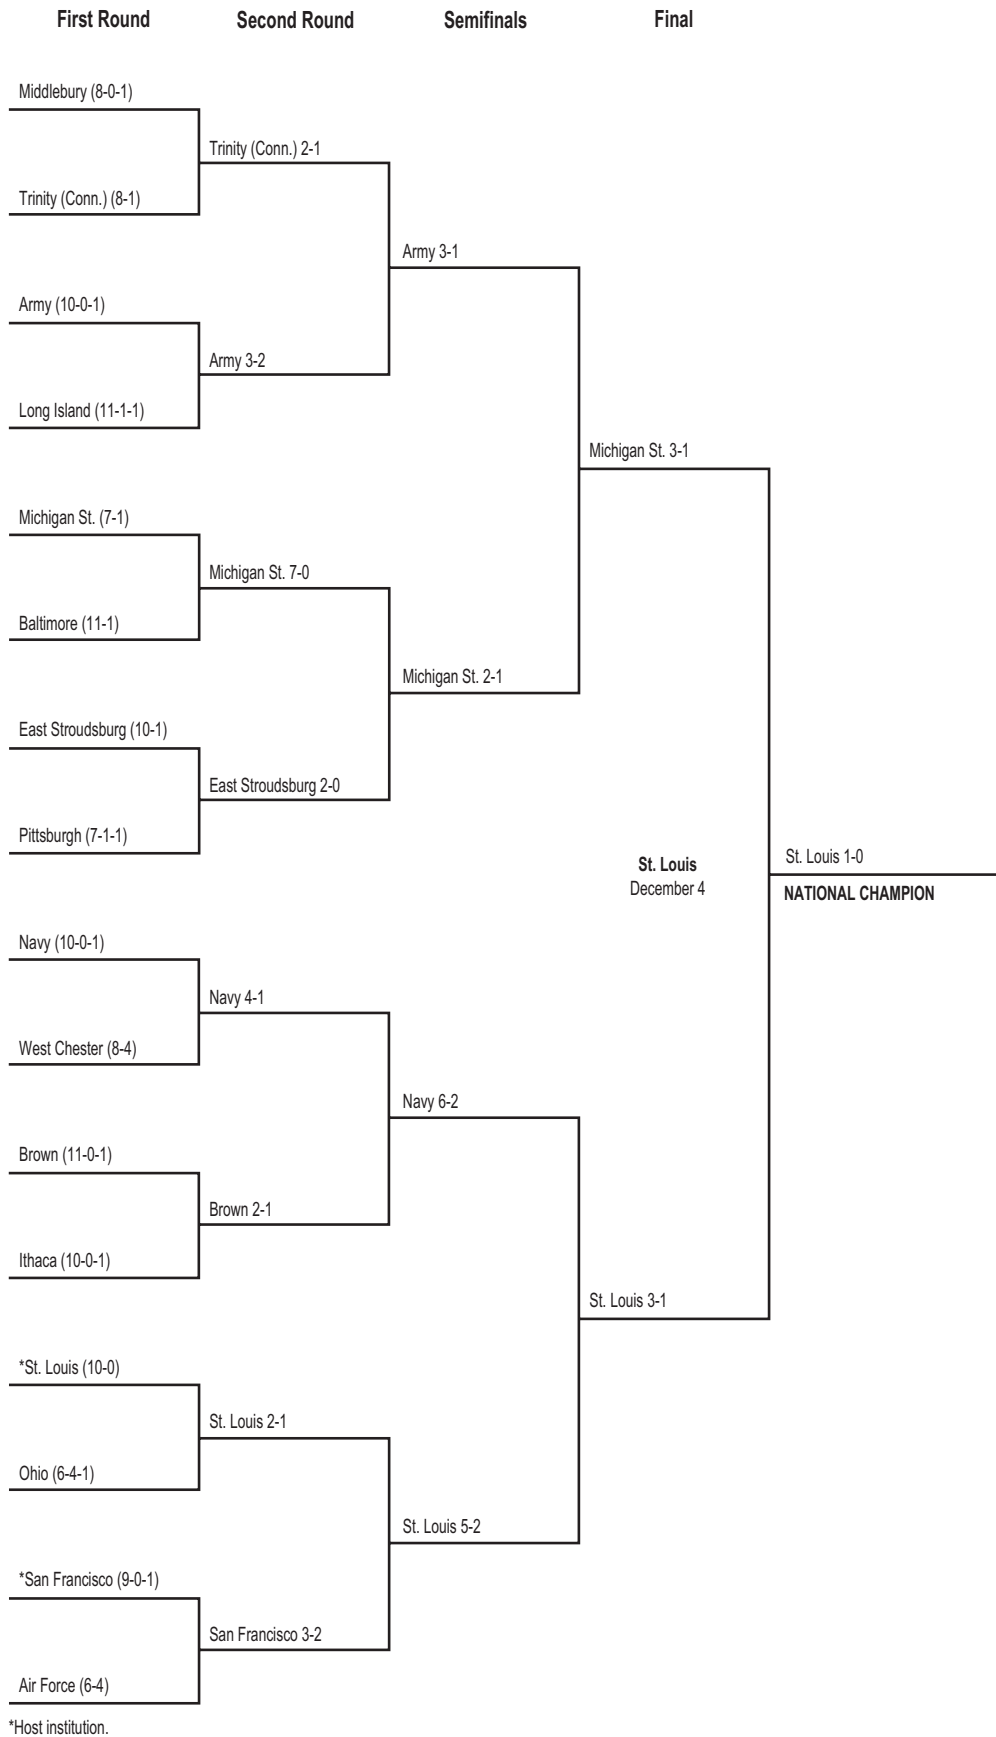 First Round
Second Round
Semifinals
Final
Middlebury (8-0-1)
Trinity (Conn.) 2-1
Trinity (Conn.) (8-1)
Army 3-1
Army (10-0-1)
Army 3-2
Long Island (11-1-1)
Michigan St. 3-1
Michigan St. (7-1)
Michigan St. 7-0
Baltimore (11-1)
Michigan St. 2-1
East Stroudsburg (10-1)
East Stroudsburg 2-0
Pittsburgh (7-1-1)
St. Louis
December 4
St. Louis 1-0
NATIONAL CHAMPION
Navy (10-0-1)
Navy 4-1
West Chester (8-4)
Navy 6-2
Brown (11-0-1)
Brown 2-1
Ithaca (10-0-1)
St. Louis 3-1
*St. Louis (10-0)
St. Louis 2-1
Ohio (6-4-1)
St. Louis 5-2
*San Francisco (9-0-1)
San Francisco 3-2
Air Force (6-4)
*Host institution.